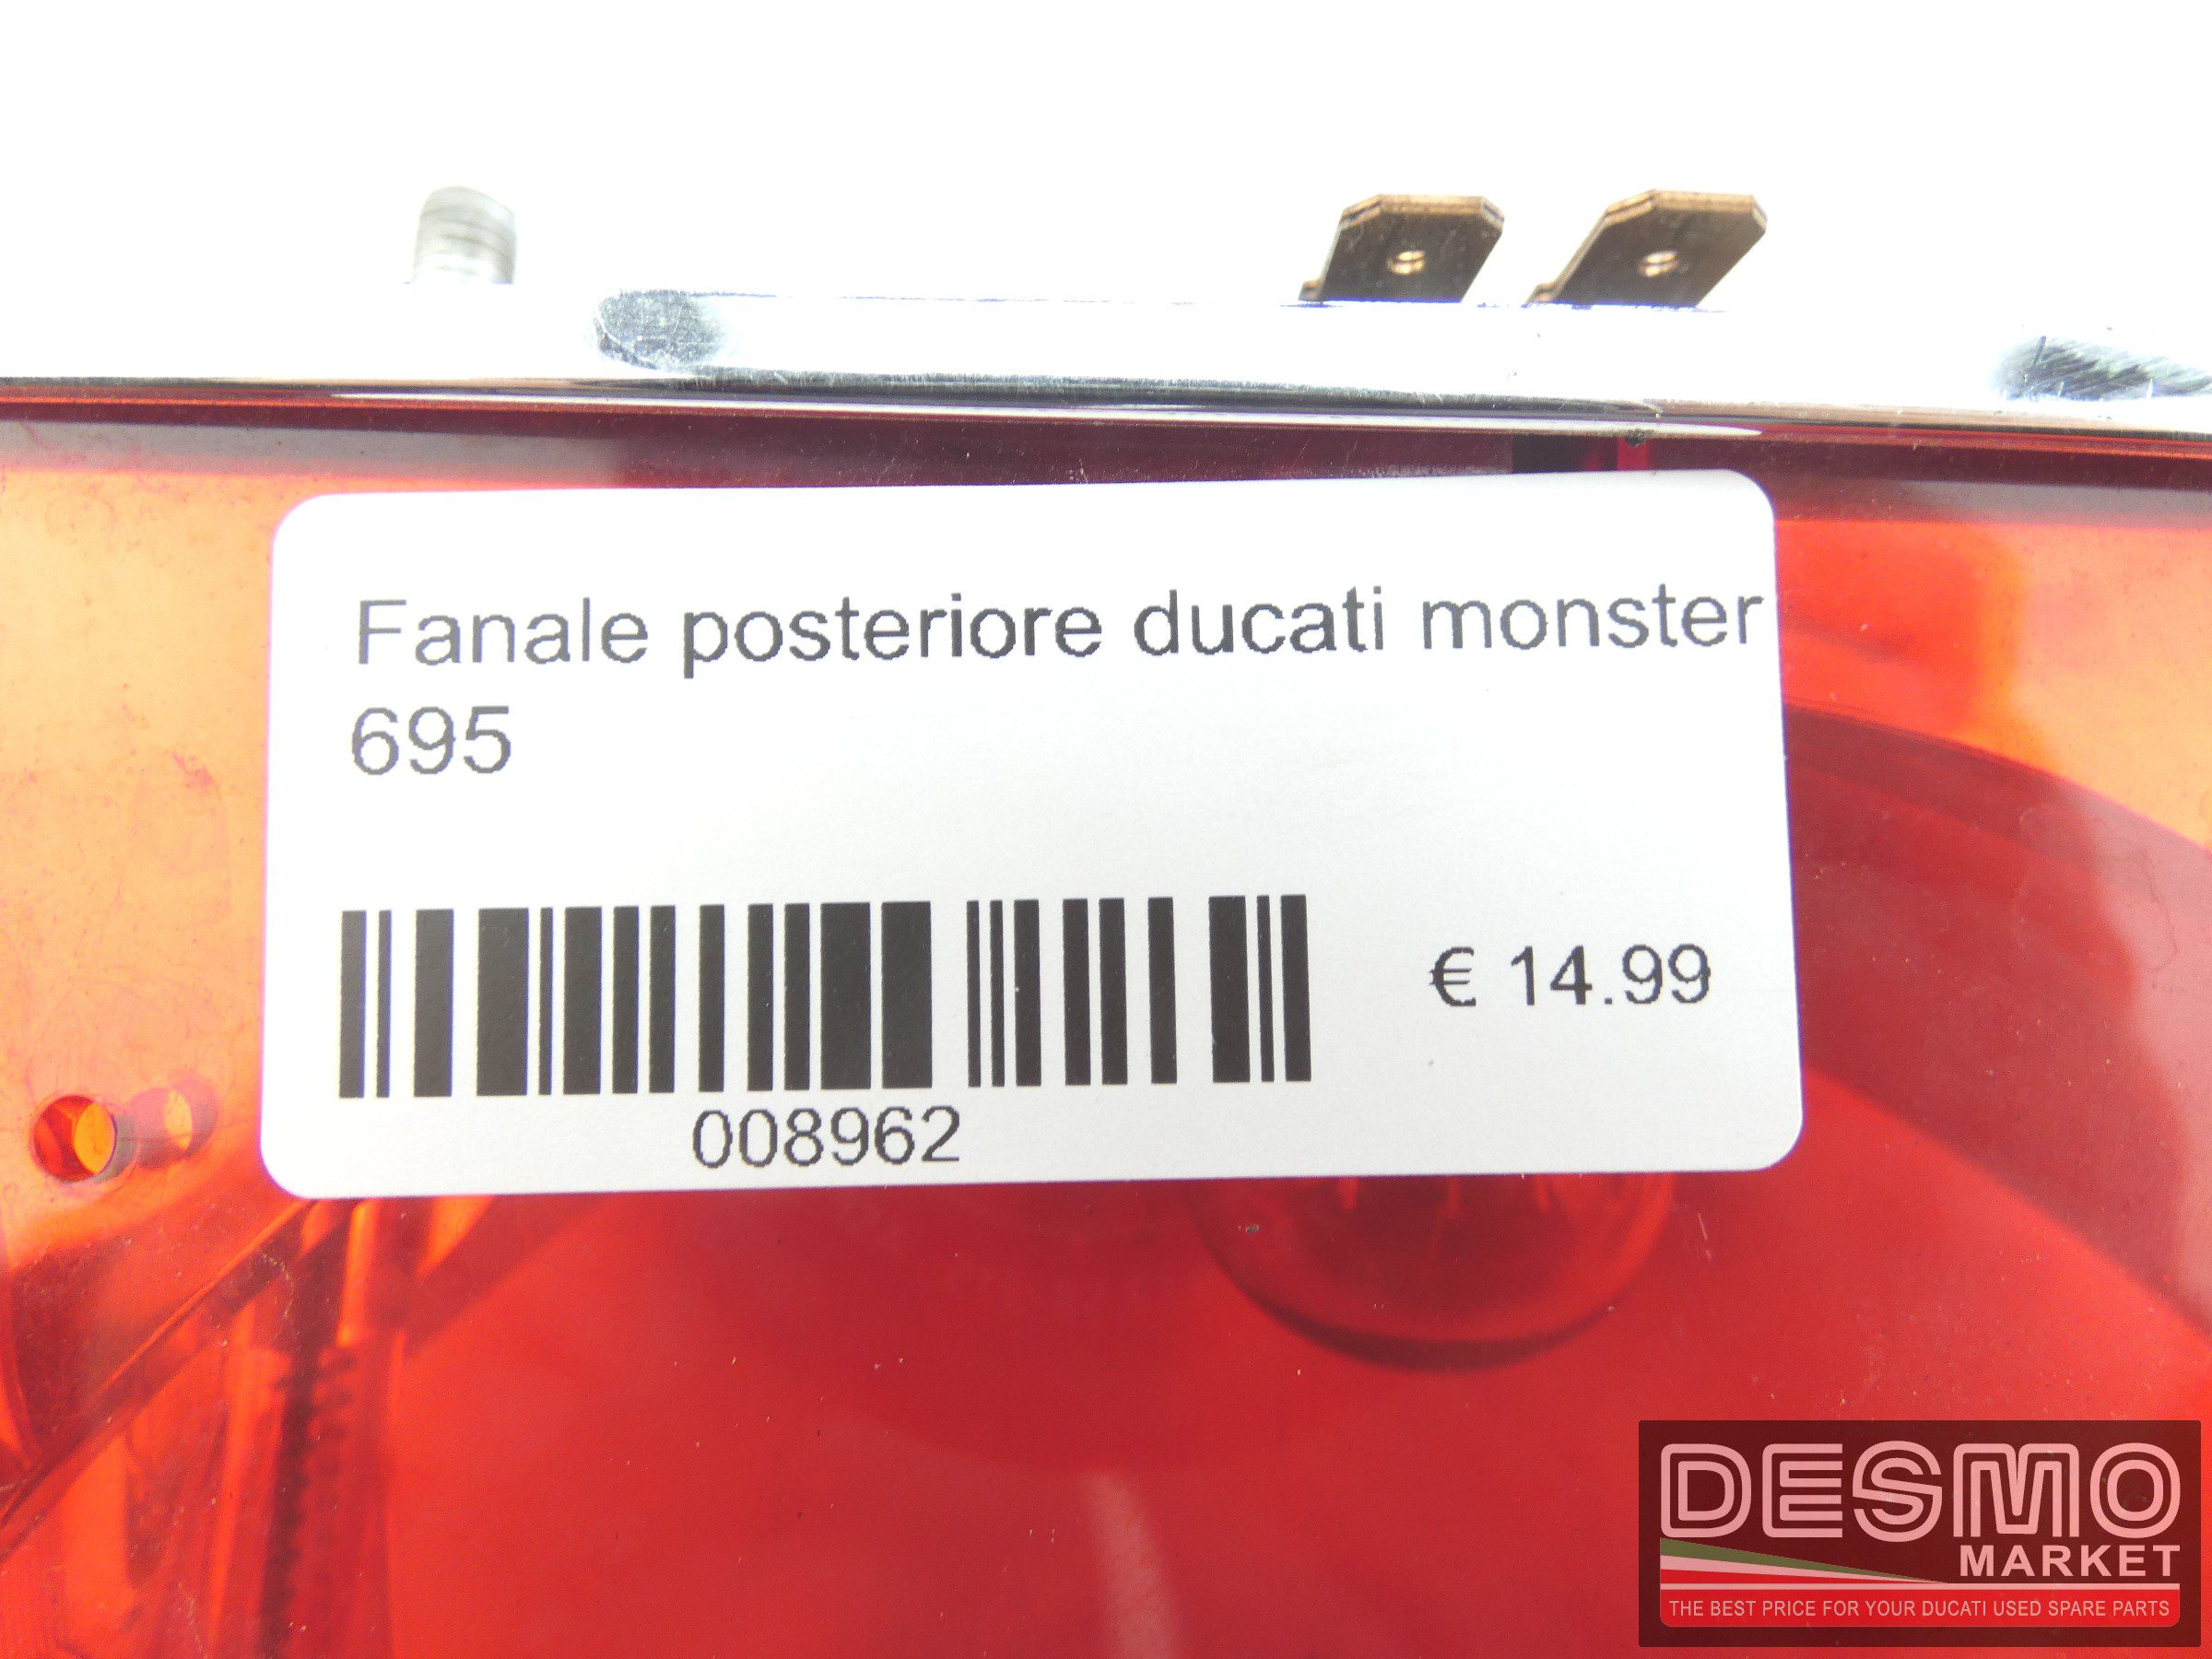 Fanale posteriore ducati monster
695
€ 14.99
008962
DESMO
MARKET
THE BEST PRICE FOR YOUR DUCATI USED SPARE PARTS